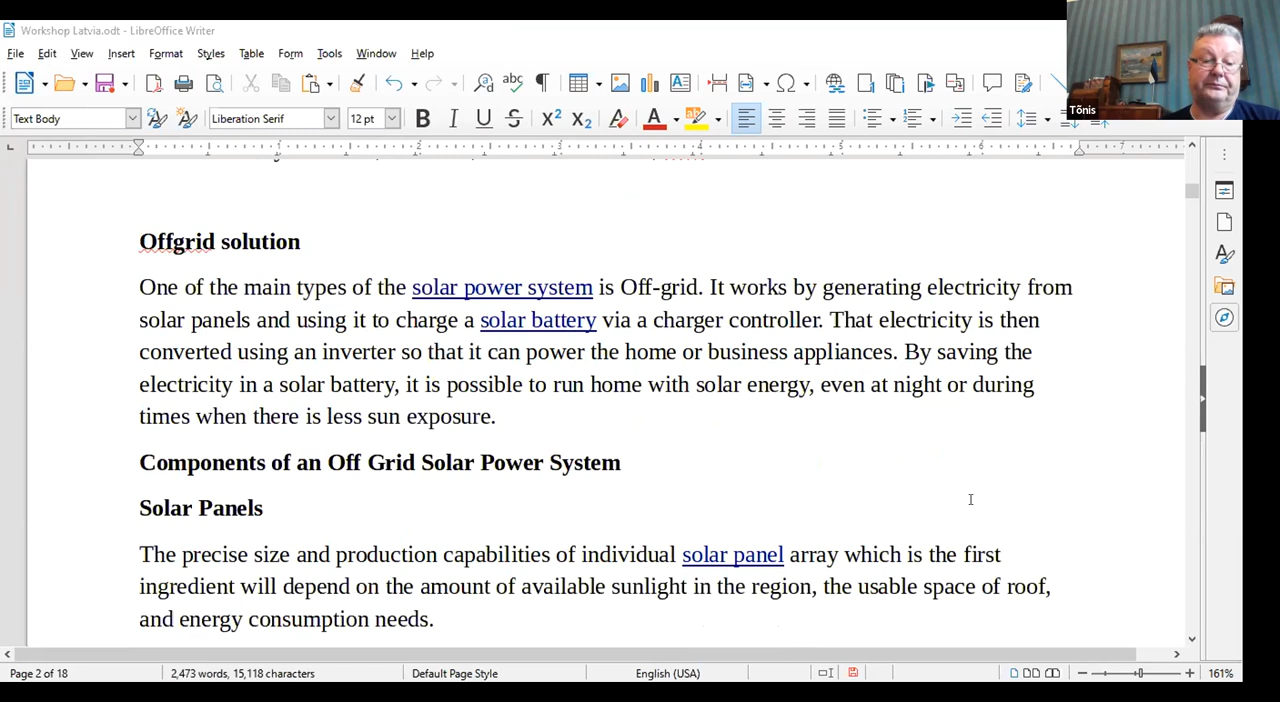 Workshop Latvia.odt - LibreOffice Writer
File Edit View Insert Format Styles Table Form Tools Window Help
Tõnis
Text Body Liberation Serif 12 pt
1 2 3 4 5 6 7
Offgrid solution
One of the main types of the solar power system is Off-grid. It works by generating electricity from
solar panels and using it to charge a solar battery via a charger controller. That electricity is then
converted using an inverter so that it can power the home or business appliances. By saving the
electricity in a solar battery, it is possible to run home with solar energy, even at night or during
times when there is less sun exposure.
Components of an Off Grid Solar Power System
Solar Panels
The precise size and production capabilities of individual solar panel array which is the first
ingredient will depend on the amount of available sunlight in the region, the usable space of roof,
and energy consumption needs.
Page 2 of 18 2,473 words, 15,118 characters Default Page Style English (USA) 161%